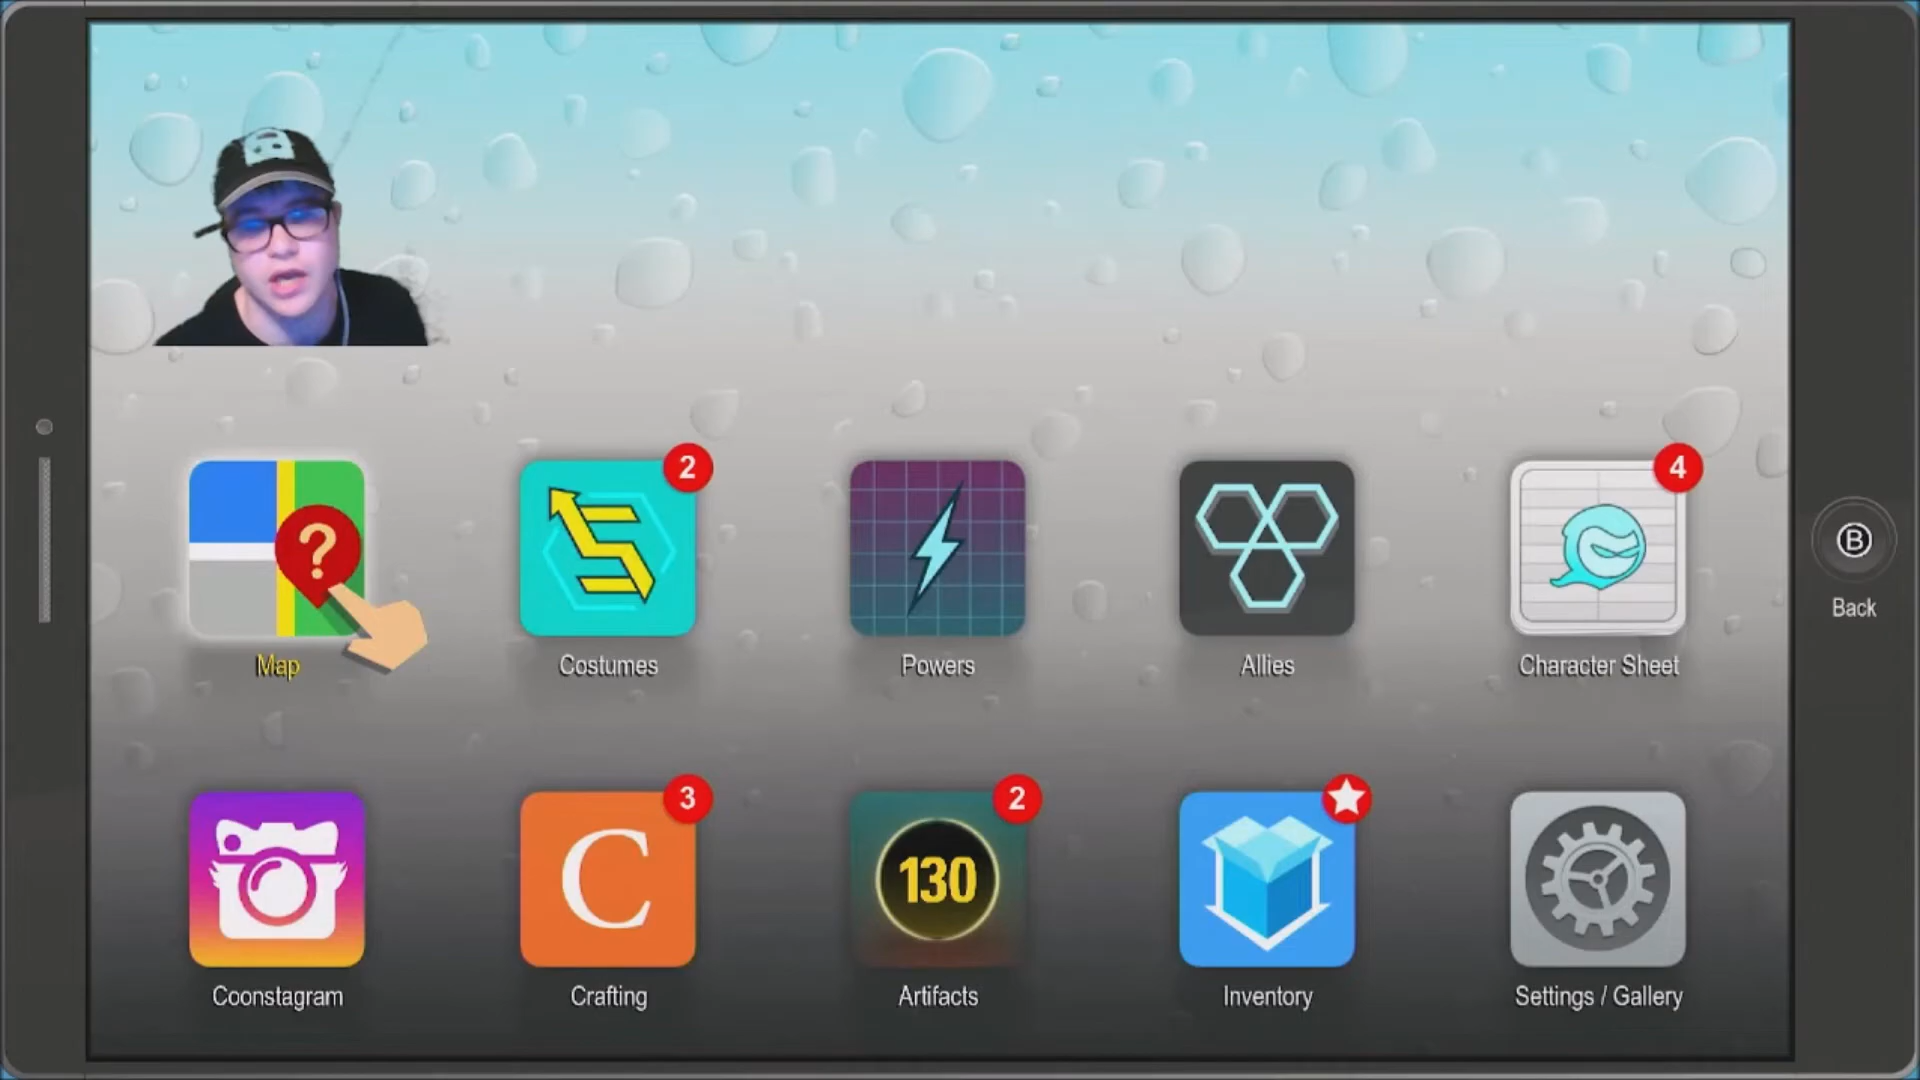 2
4
?
Map
Costumes
Powers
Allies
Character Sheet
B
Back
3
2
C
130
Coonstagram
Crafting
Artifacts
Inventory
Settings / Gallery